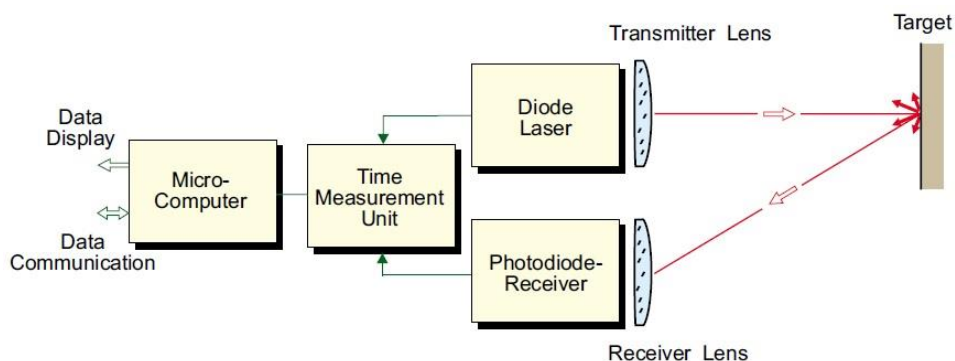 Target
Transmitter Lens
Diode
Laser
Data
Display
Micro-
Computer
Time
Measurement
Unit
Data
Communication
Photodiode-
Receiver
Receiver Lens